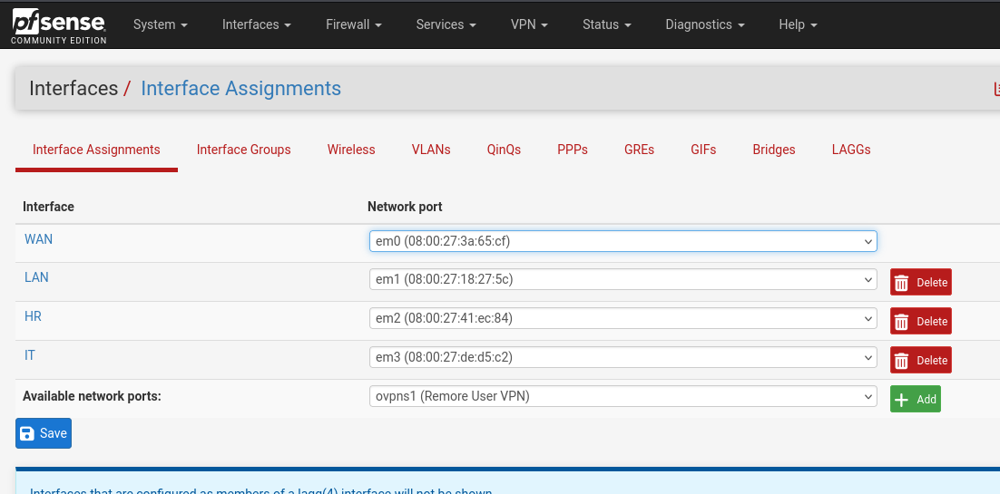 pfsense
COMMUNITY EDITION
System Interfaces Firewall Services VPN Status Diagnostics Help
Interfaces / Interface Assignments
Interface Assignments Interface Groups Wireless VLANs QinQs PPPs GREs GIFs Bridges LAGGs
Interface Network port
WAN em0 (08:00:27:3a:65:cf)
LAN em1 (08:00:27:18:27:5c) Delete
HR em2 (08:00:27:41:ec:84) Delete
IT em3 (08:00:27:de:d5:c2) Delete
Available network ports: ovpns1 (Remore User VPN) Add
Save
Interfaces that are configured as members of a lagg(4) interface will not be shown.